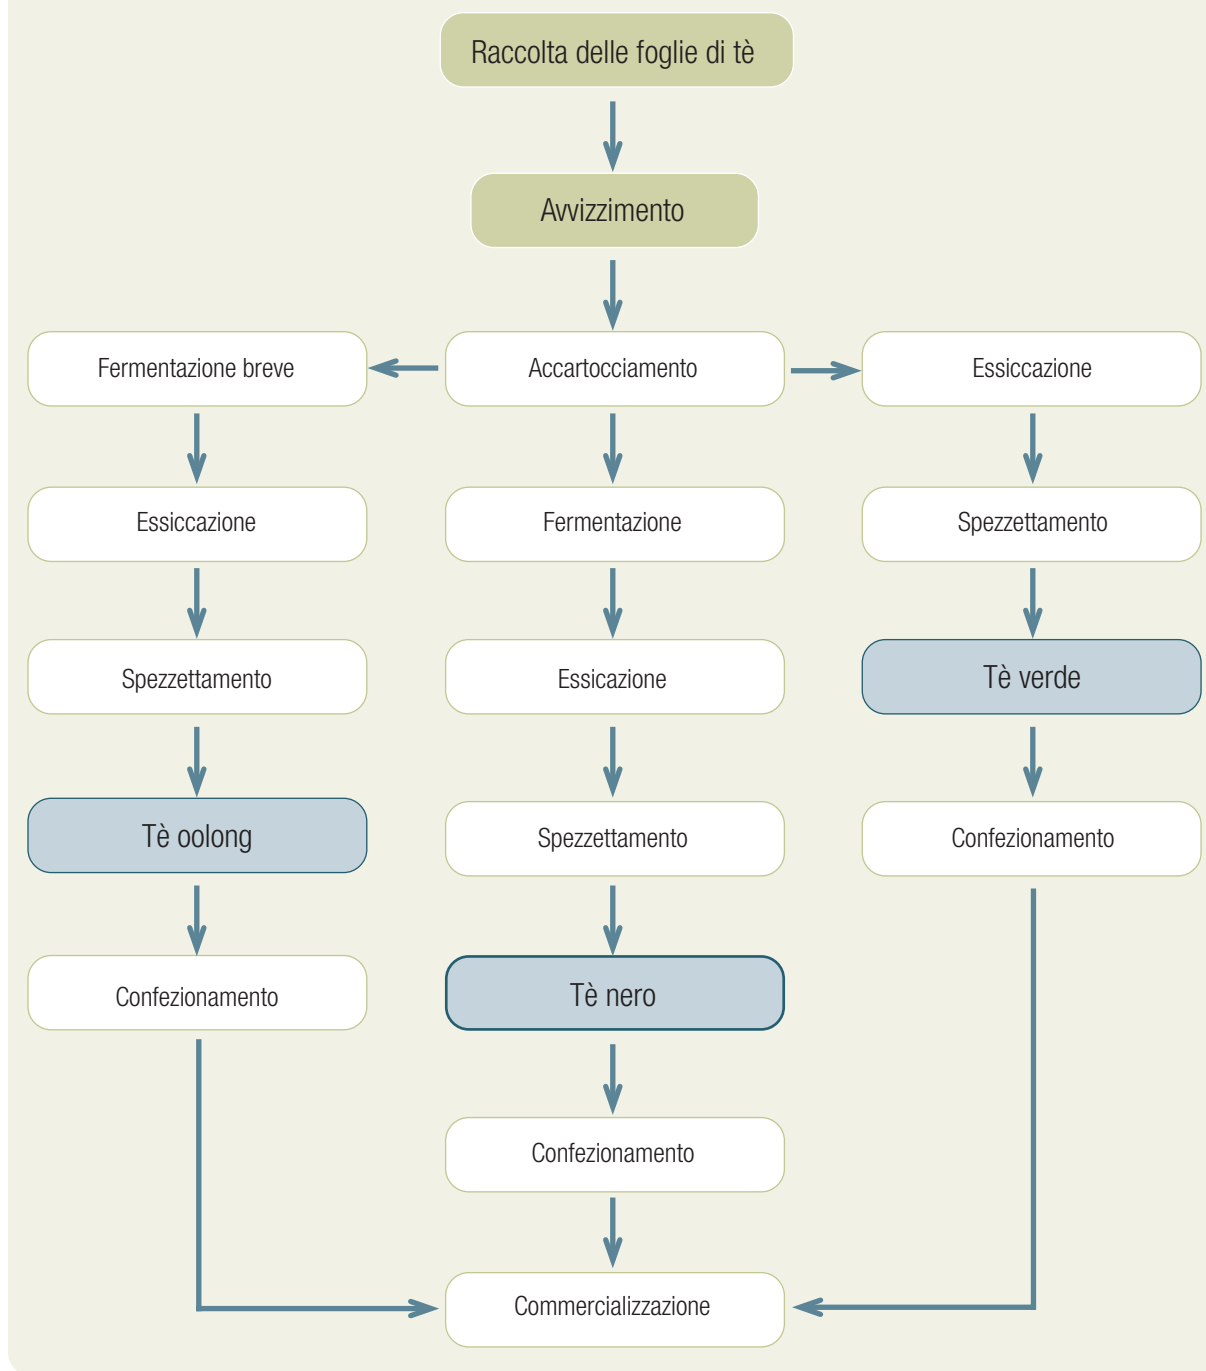 Raccolta delle foglie di tè
Avvizzimento
Fermentazione breve
Accartocciamento
Essiccazione
Essiccazione
Fermentazione
Spezzettamento
Spezzettamento
Essicazione
Tè verde
Tè oolong
Spezzettamento
Confezionamento
Confezionamento
Tè nero
Confezionamento
Commercializzazione